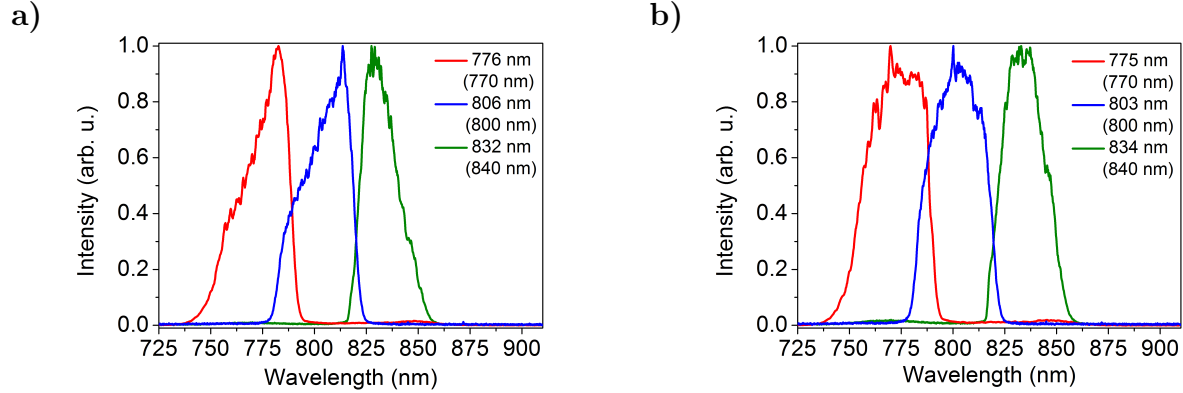 a)
1.0
0.8
0.6
0.4
0.2
0.0
Intensity (arb. u.)
776 nm
(770 nm)
806 nm
(800 nm)
832 nm
(840 nm)
725 750 775 800 825 850 875 900
Wavelength (nm)
b)
1.0
0.8
0.6
0.4
0.2
0.0
Intensity (arb. u.)
775 nm
(770 nm)
803 nm
(800 nm)
834 nm
(840 nm)
725 750 775 800 825 850 875 900
Wavelength (nm)